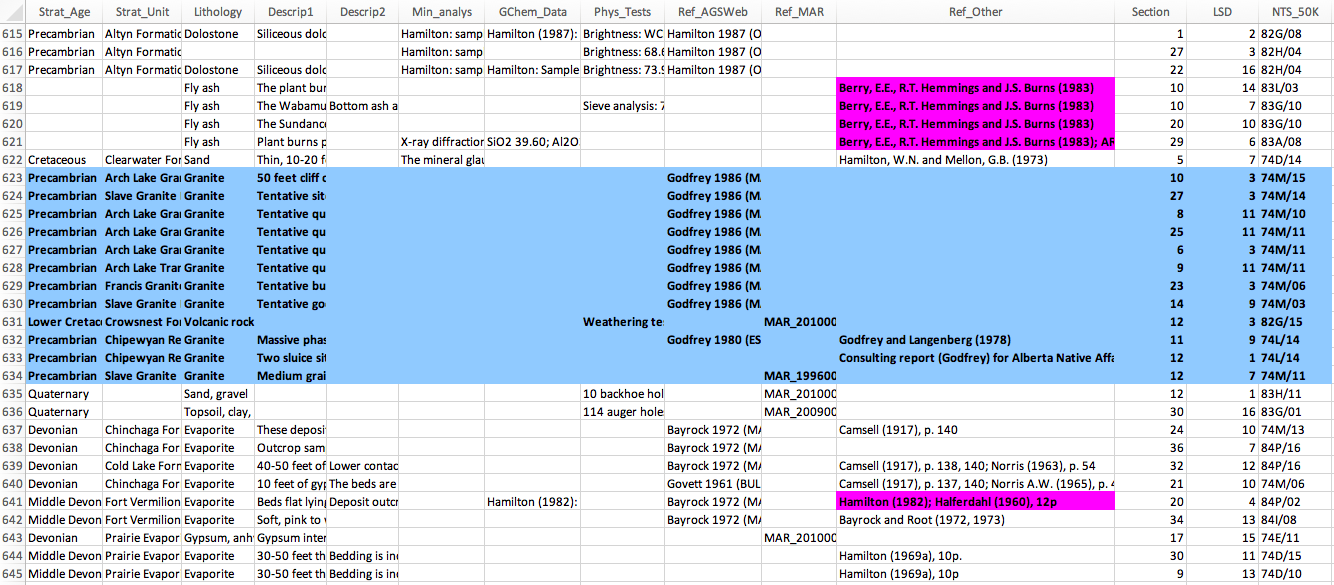 Strat_Age Strat_Unit Lithology Descrip1 Descrip2 Min_analys GChem_Data Phys_Tests Ref_AGSWeb Ref_MAR Ref_Other Section LSD NTS_50K
615 Precambrian Altyn Formatic Dolostone Siliceous dolc Hamilton: samp Hamilton (1987): Brightness: WC Hamilton 1987 (O 1 2 82G/08
616 Precambrian Altyn Formatic Hamilton: samp Brightness: 68.6 Hamilton 1987 (O 27 3 82H/04
617 Precambrian Altyn Formatic Dolostone Siliceous dolc Hamilton: samp Hamilton: Sample Brightness: 73.9 Hamilton 1987 (O 22 16 82H/04
618 Fly ash The plant bur Berry, E.E., R.T. Hemmings and J.S. Burns (1983) 10 14 83L/03
619 Fly ash The Wabamu Bottom ash a Sieve analysis: 7 Berry, E.E., R.T. Hemmings and J.S. Burns (1983) 10 7 83G/10
620 Fly ash The Sundance Berry, E.E., R.T. Hemmings and J.S. Burns (1983) 20 10 83G/10
621 Fly ash Plant burns p X-ray diffraction SiO2 39.60; Al2O Berry, E.E., R.T. Hemmings and J.S. Burns (1983); AR 29 6 83A/08
622 Cretaceous Clearwater For Sand Thin, 10-20 f The mineral glau Hamilton, W.N. and Mellon, G.B. (1973) 5 7 74D/14
623 Precambrian Arch Lake Gra Granite 50 feet cliff c Godfrey 1986 (M 10 3 74M/15
624 Precambrian Slave Granite Granite Tentative sit Godfrey 1986 (M 27 3 74M/14
625 Precambrian Arch Lake Gra Granite Tentative qu Godfrey 1986 (M 8 11 74M/10
626 Precambrian Arch Lake Gra Granite Tentative qu Godfrey 1986 (M 25 11 74M/11
627 Precambrian Arch Lake Gra Granite Tentative qu Godfrey 1986 (M 6 3 74M/11
628 Precambrian Arch Lake Tran Granite Tentative qu Godfrey 1986 (M 9 11 74M/11
629 Precambrian Francis Granit Granite Tentative bu Godfrey 1986 (M 23 3 74M/06
630 Precambrian Slave Granite Granite Tentative go Godfrey 1986 (M 14 9 74M/03
631 Lower Cretac Crowsnest Fo Volcanic rock Weathering te MAR_201000 12 3 82G/15
632 Precambrian Chipewyan Re Granite Massive phas Godfrey 1980 (ES Godfrey and Langenberg (1978) 11 9 74L/14
633 Precambrian Chipewyan Re Granite Two sluice sit Consulting report (Godfrey) for Alberta Native Affa 12 1 74L/14
634 Precambrian Slave Granite Granite Medium grai MAR_199600 12 7 74M/11
635 Quaternary Sand, gravel 10 backhoe hol MAR_201000 12 1 83H/11
636 Quaternary Topsoil, clay, 114 auger hole MAR_200900 30 16 83G/01
637 Devonian Chinchaga For Evaporite These deposi Bayrock 1972 (MA Camsell (1917), p. 140 24 10 74M/13
638 Devonian Chinchaga For Evaporite Outcrop sam Bayrock 1972 (MA 36 7 84P/16
639 Devonian Cold Lake Forn Evaporite 40-50 feet of Lower contac Bayrock 1972 (MA Camsell (1917), p. 138, 140; Norris (1963), p. 54 32 12 84P/16
640 Devonian Chinchaga For Evaporite 10 feet of gyp The beds are Govett 1961 (BUL Camsell (1917), p. 137, 140; Norris A.W. (1965), p. 4 21 10 74M/06
641 Middle Devon Fort Vermilion Evaporite Beds flat lying Deposit outcr Hamilton (1982): Bayrock 1972 (MA Hamilton (1982); Halferdahl (1960), 12p 20 4 84P/02
642 Middle Devon Fort Vermilion Evaporite Soft, pink to w Bayrock 1972 (MA Bayrock and Root (1972, 1973) 34 13 84I/08
643 Devonian Prairie Evapor Gypsum, anh Gypsum inter MAR_201000 17 15 74E/11
644 Middle Devon Prairie Evapor Evaporite 30-50 feet th Bedding is inc Hamilton (1969a), 10p. 30 11 74D/15
645 Middle Devon Prairie Evapor Evaporite 30-50 feet th Bedding is inc Hamilton (1969a), 10p 9 13 74D/10